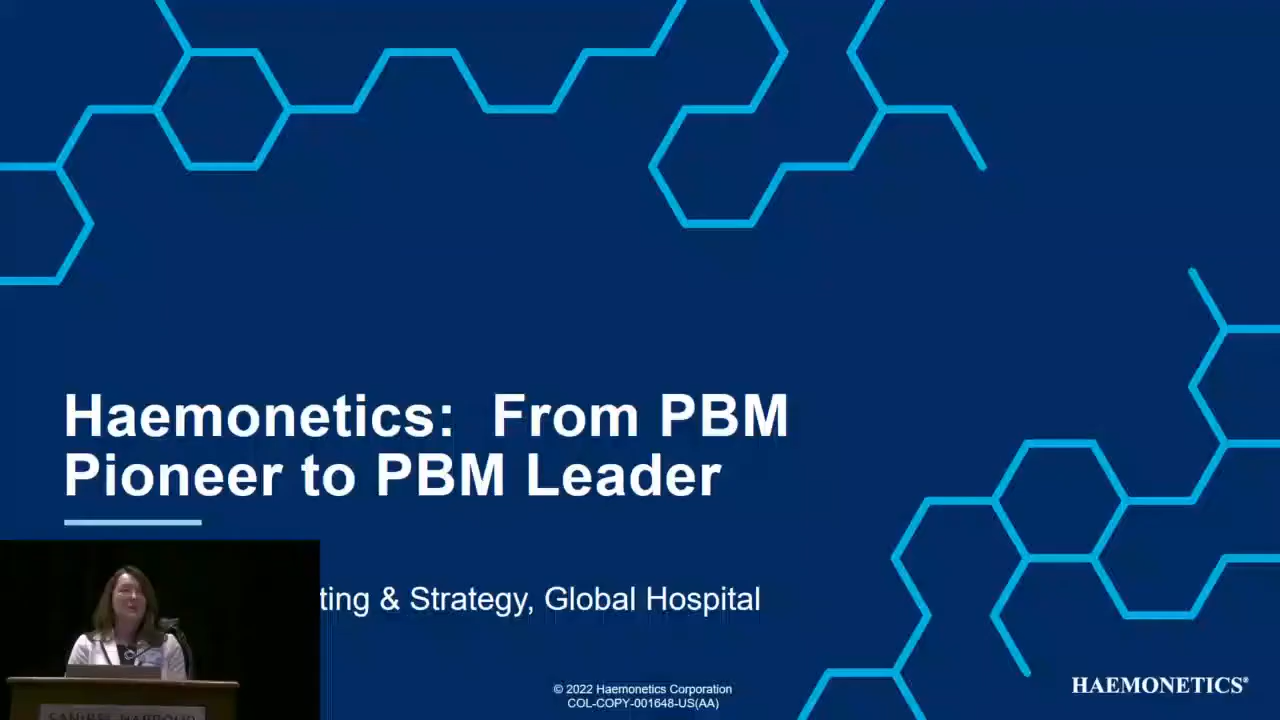 Haemonetics:  From PBM
Pioneer to PBM Leader
ting & Strategy, Global Hospital
© 2022 Haemonetics Corporation
COL-COPY-001648-US(AA)
HAEMONETICS®